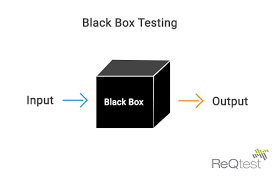 Black Box Testing
Input
Black Box
Output
ReQtest